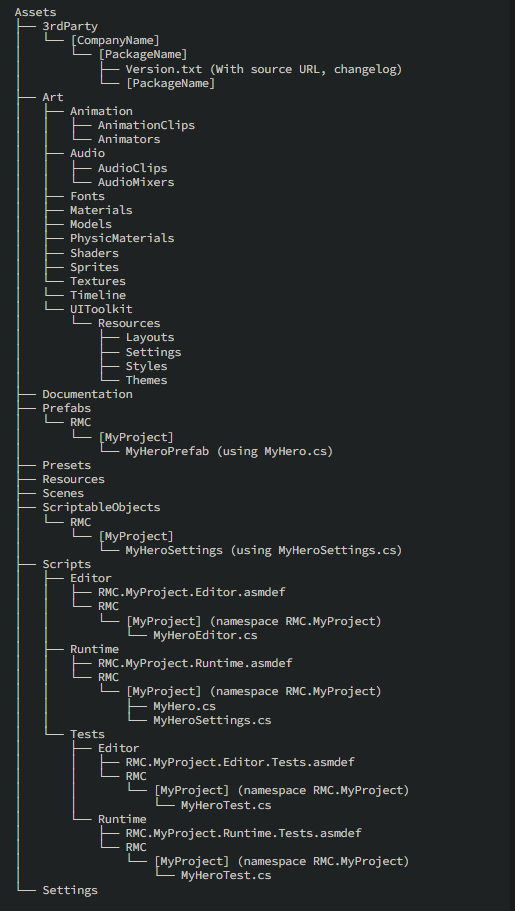 Assets
├── 3rdParty
│   └── [CompanyName]
│       └── [PackageName]
│           ├── Version.txt (With source URL, changelog)
│           └── [PackageName]
├── Art
│   ├── Animation
│   │   ├── AnimationClips
│   │   └── Animators
│   ├── Audio
│   │   ├── AudioClips
│   │   └── AudioMixers
│   ├── Fonts
│   ├── Materials
│   ├── Models
│   ├── PhysicMaterials
│   ├── Shaders
│   ├── Sprites
│   ├── Textures
│   ├── Timeline
│   └── UIToolkit
│       └── Resources
│           ├── Layouts
│           ├── Settings
│           ├── Styles
│           └── Themes
├── Documentation
├── Prefabs
│   └── RMC
│       └── [MyProject]
│           └── MyHeroPrefab (using MyHero.cs)
├── Presets
├── Resources
├── Scenes
├── ScriptableObjects
│   └── RMC
│       └── [MyProject]
│           └── MyHeroSettings (using MyHeroSettings.cs)
├── Scripts
│   ├── Editor
│   │   ├── RMC.MyProject.Editor.asmdef
│   │   └── RMC
│   │       └── [MyProject] (namespace RMC.MyProject)
│   │           └── MyHeroEditor.cs
│   ├── Runtime
│   │   ├── RMC.MyProject.Runtime.asmdef
│   │   └── RMC
│   │       └── [MyProject] (namespace RMC.MyProject)
│   │           ├── MyHero.cs
│   │           └── MyHeroSettings.cs
│   └── Tests
│       ├── Editor
│       │   ├── RMC.MyProject.Editor.Tests.asmdef
│       │   └── RMC
│       │       └── [MyProject] (namespace RMC.MyProject)
│       │           └── MyHeroTest.cs
│       └── Runtime
│           ├── RMC.MyProject.Runtime.Tests.asmdef
│           └── RMC
│               └── [MyProject] (namespace RMC.MyProject)
│                   └── MyHeroTest.cs
└── Settings